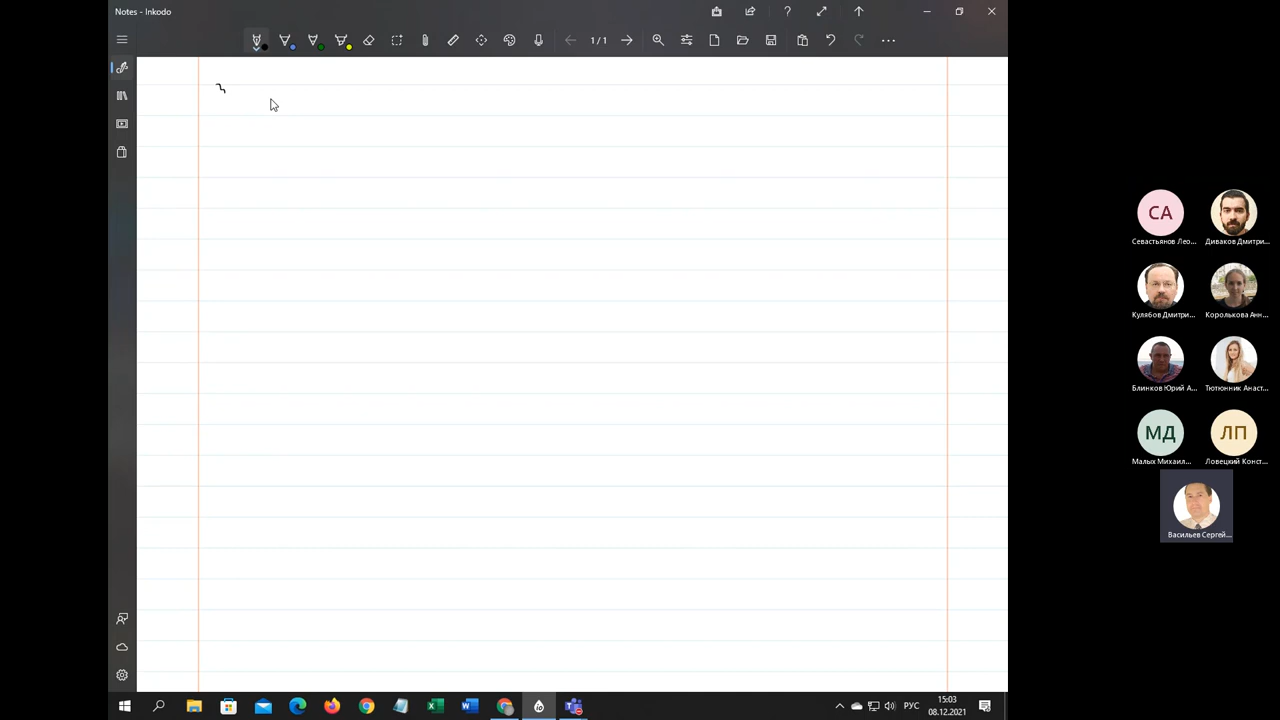 Notes - Inkodo
1 / 1
СА
Севастьянов Лео...
Диваков Дмитри...
Кулябов Дмитри...
Королькова Анн...
Блинков Юрий А...
Тютюнник Анаст...
МД
ЛП
Малых Михаил...
Ловецкий Конст...
Васильев Сергей...
РУС
15:03
08.12.2021